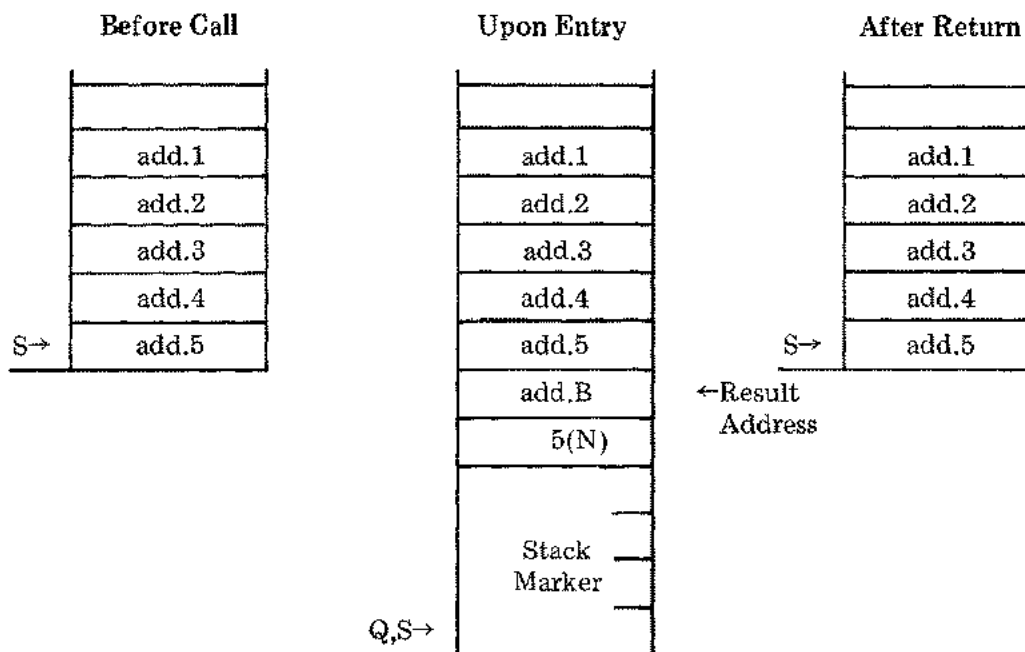 Before Call
Upon Entry
After Return
add.1
add.1
add.1
add.2
add.2
add.2
add.3
add.3
add.3
add.4
add.4
add.4
S→
add.5
add.5
S→
add.5
add.B
←Result
Address
5(N)
Stack
Marker
Q,S→